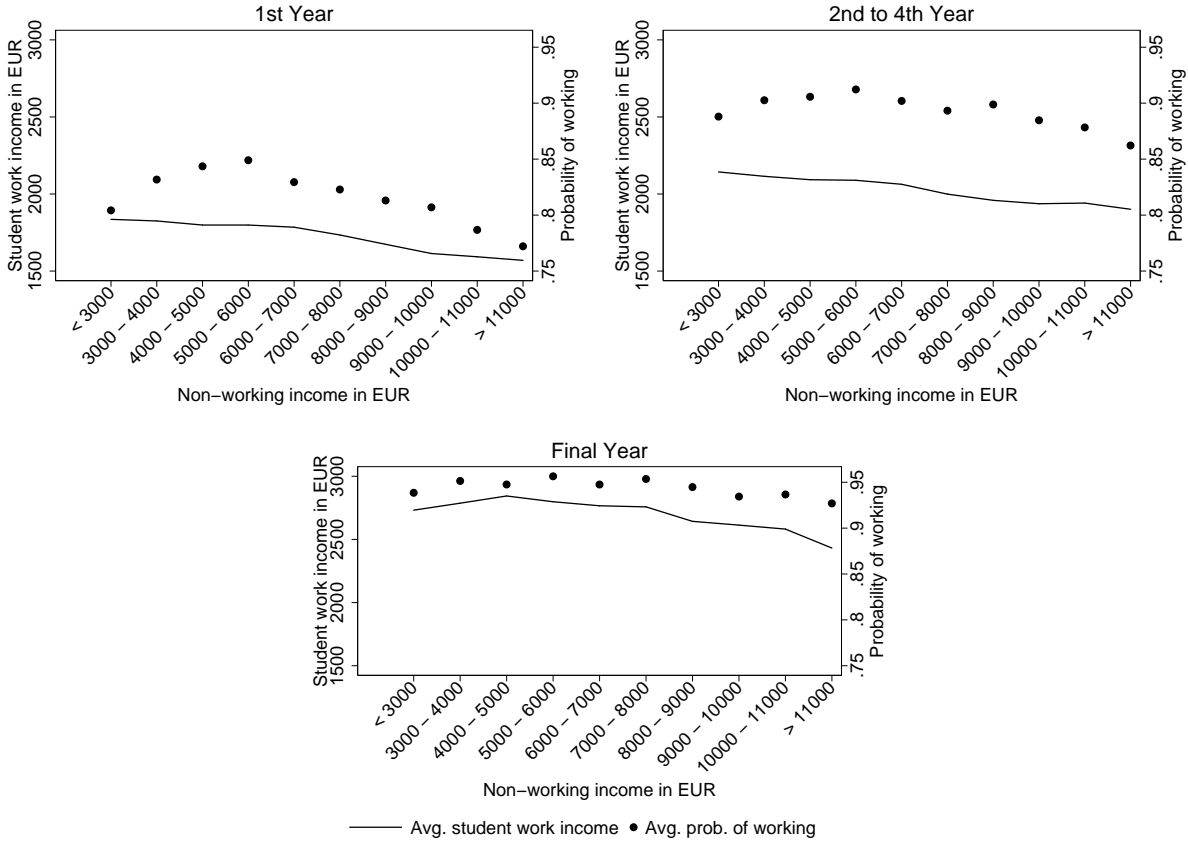 1st Year
Student work income in EUR
1500 2000 2500 3000
.75 .8 .85 .9 .95
Probability of working
< 3000
3000 − 4000
4000 − 5000
5000 − 6000
6000 − 7000
7000 − 8000
8000 − 9000
9000 − 10000
10000 − 11000
> 11000
Non−working income in EUR
2nd to 4th Year
Student work income in EUR
1500 2000 2500 3000
.75 .8 .85 .9 .95
Probability of working
< 3000
3000 − 4000
4000 − 5000
5000 − 6000
6000 − 7000
7000 − 8000
8000 − 9000
9000 − 10000
10000 − 11000
> 11000
Non−working income in EUR
Final Year
Student work income in EUR
1500 2000 2500 3000
.75 .8 .85 .9 .95
Probability of working
< 3000
3000 − 4000
4000 − 5000
5000 − 6000
6000 − 7000
7000 − 8000
8000 − 9000
9000 − 10000
10000 − 11000
> 11000
Non−working income in EUR
Avg. student work income Avg. prob. of working